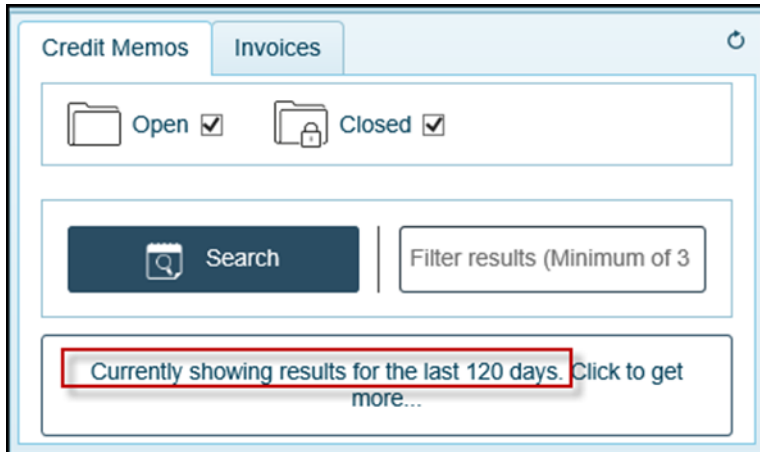 Credit Memos
Invoices
Open
Closed
Search
Filter results (Minimum of 3
Currently showing results for the last 120 days. Click to get
more...